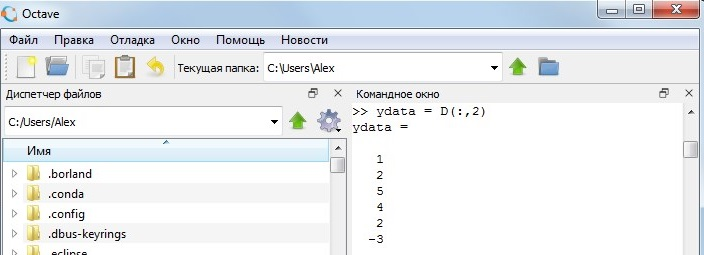 Octave
Файл Правка Отладка Окно Помощь Новости
Текущая папка: C:\Users\Alex
Диспетчер файлов
C:/Users/Alex
Имя
.borland
.conda
.config
.dbus-keyrings
.eclipse
Командное окно
>> ydata = D(:,2)
ydata =
1
2
5
4
2
-3